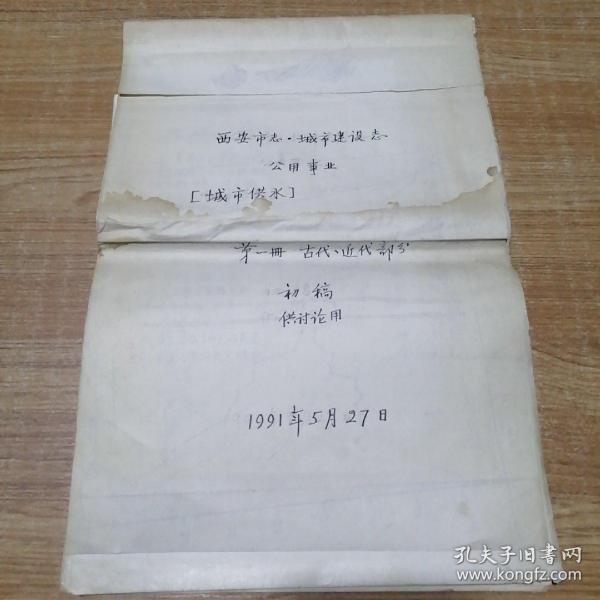 西安市志·城市建设志
公用事业
[城市供水]
第一册 古代、近代部分
初稿
供讨论用
1991年5月27日
孔夫子旧书网
www.kongfz.com